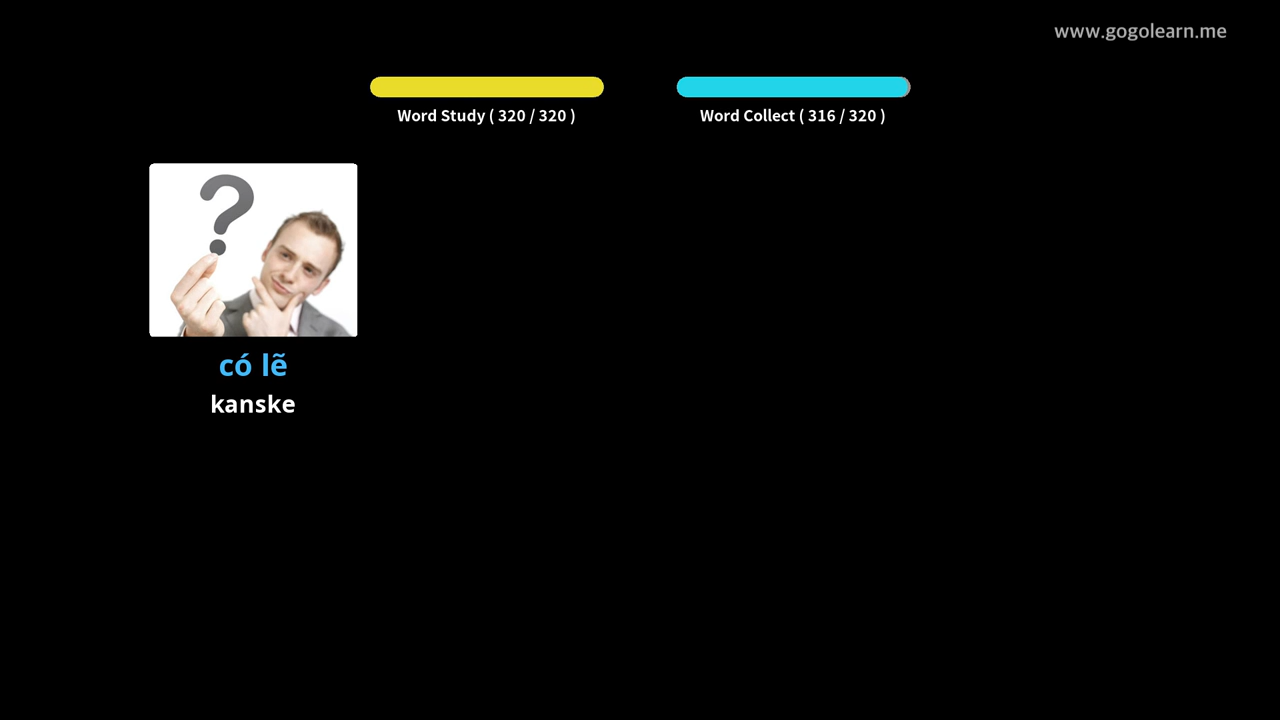 www.gogolearn.me
Word Study ( 320 / 320 )
Word Collect ( 316 / 320 )
?
có lẽ
kanske